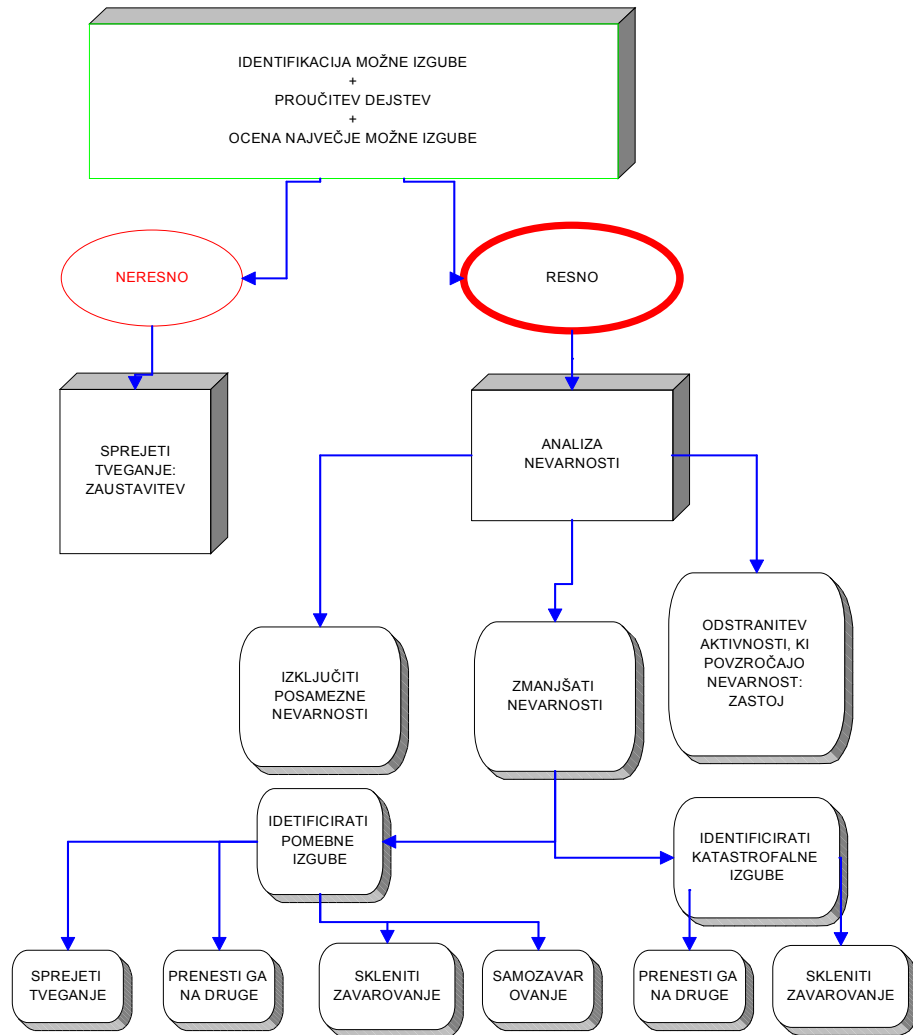 IDENTIFIKACIJA MOŽNE IZGUBE
+
PROUČITEV DEJSTEV
+
OCENA NAJVEČJE MOŽNE IZGUBE
NERESNO
RESNO
SPREJETI
TVEGANJE:
ZAUSTAVITEV
ANALIZA
NEVARNOSTI
IZKLJUČITI
POSAMEZNE
NEVARNOSTI
ZMANJŠATI
NEVARNOSTI
ODSTRANITEV
AKTIVNOSTI, KI
POVZROČAJO
NEVARNOST:
ZASTOJ
IDETIFICIRATI
POMEBNE
IZGUBE
IDENTIFICIRATI
KATASTROFALNE
IZGUBE
SPREJETI
TVEGANJE
PRENESTI GA
NA DRUGE
SKLENITI
ZAVAROVANJE
SAMOZAVAR
OVANJE
PRENESTI GA
NA DRUGE
SKLENITI
ZAVAROVANJE